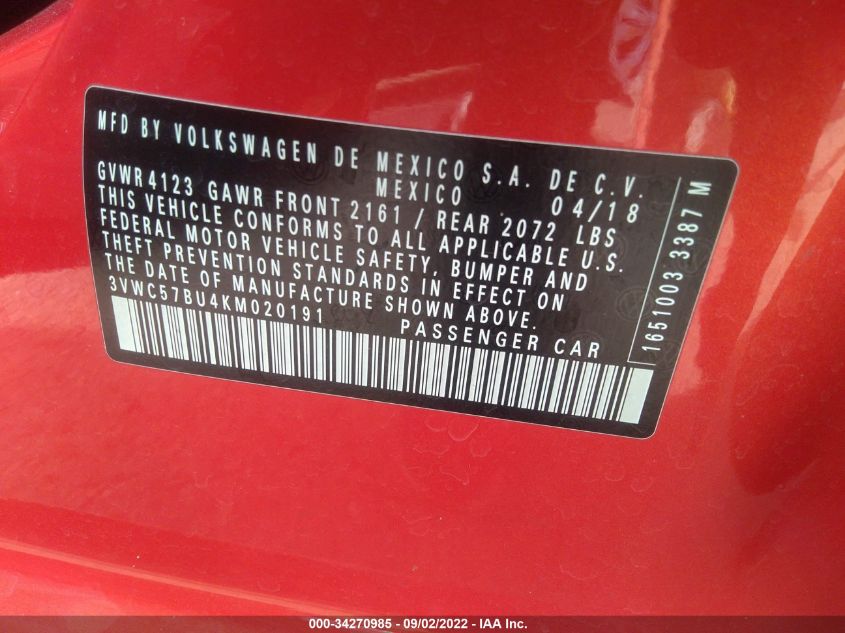 MFD BY VOLKSWAGEN DE MEXICO S.A. DE C.V.
MEXICO 04/18
GVWR4123 GAWR FRONT 2161 / REAR 2072 LBS
THIS VEHICLE CONFORMS TO ALL APPLICABLE U.S.
FEDERAL MOTOR VEHICLE SAFETY, BUMPER AND
THEFT PREVENTION STANDARDS IN EFFECT ON
THE DATE OF MANUFACTURE SHOWN ABOVE.
3VWC57BU4KM020191 PASSENGER CAR
1651003 3387 M
000-34270985 - 09/02/2022 - IAA Inc.